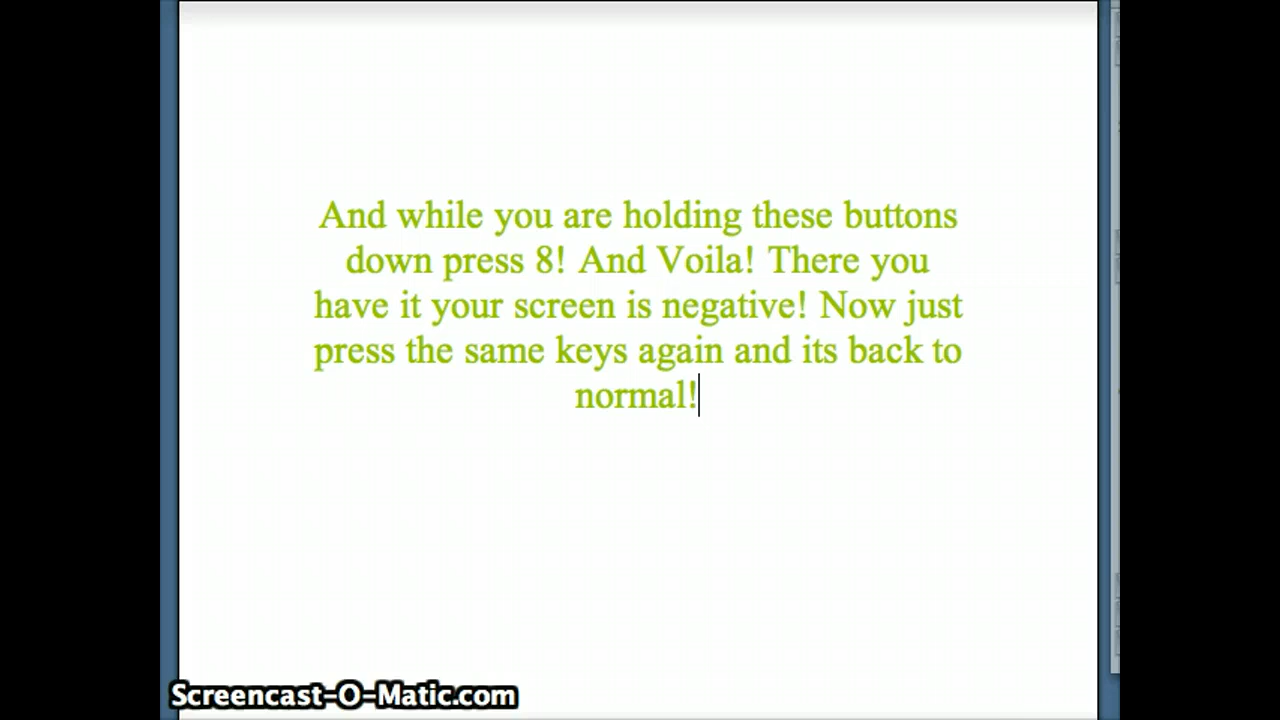 And while you are holding these buttons
down press 8! And Voila! There you
have it your screen is negative! Now just
press the same keys again and its back to
normal!
Screencast-O-Matic.com